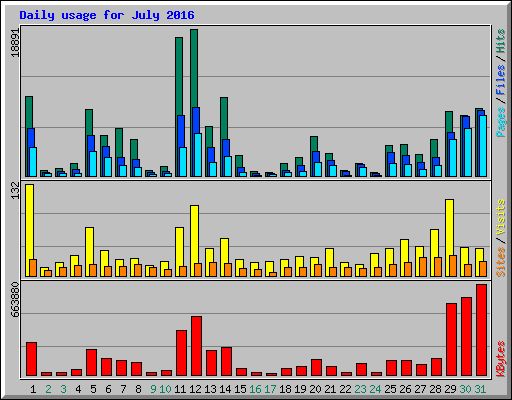 Daily usage for July 2016
18891
Pages/Files/Hits
132
Sites/Visits
663880
KBytes
1 2 3 4 5 6 7 8 9 10 11 12 13 14 15 16 17 18 19 20 21 22 23 24 25 26 27 28 29 30 31